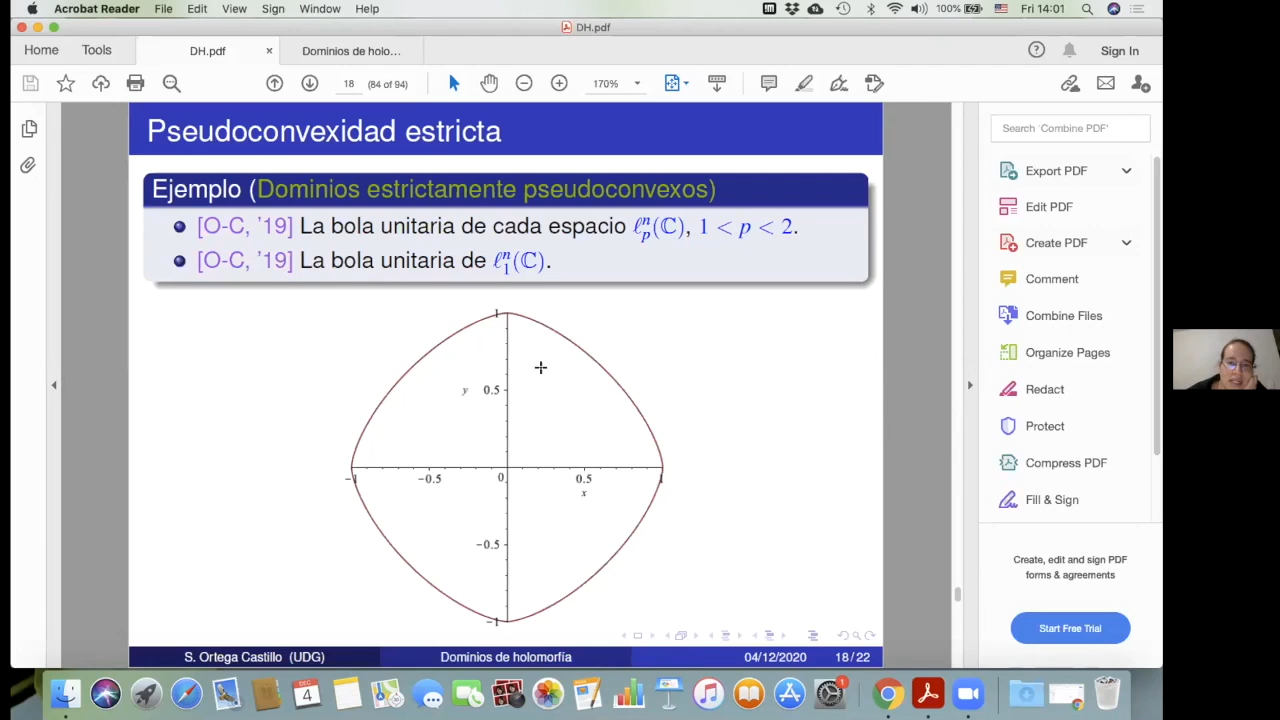 Acrobat Reader File Edit View Sign Window Help 100% Fri 14:01
DH.pdf
Home Tools DH.pdf × Dominios de holo... Sign In
18 (84 of 94) 170%
Pseudoconvexidad estricta
Ejemplo (Dominios estrictamente pseudoconvexos)
[O-C, '19] La bola unitaria de cada espacio ℓₚⁿ(ℂ), 1 < p < 2.
[O-C, '19] La bola unitaria de ℓ₁ⁿ(ℂ).
1
y 0.5
−1 −0.5 0 0.5 1
x
−0.5
−1
S. Ortega Castillo (UDG) Dominios de holomorfía 04/12/2020 18/22
Search 'Combine PDF'
Export PDF
Edit PDF
Create PDF
Comment
Combine Files
Organize Pages
Redact
Protect
Compress PDF
Fill & Sign
Create, edit and sign PDF
forms & agreements
Start Free Trial
DEC
4
1